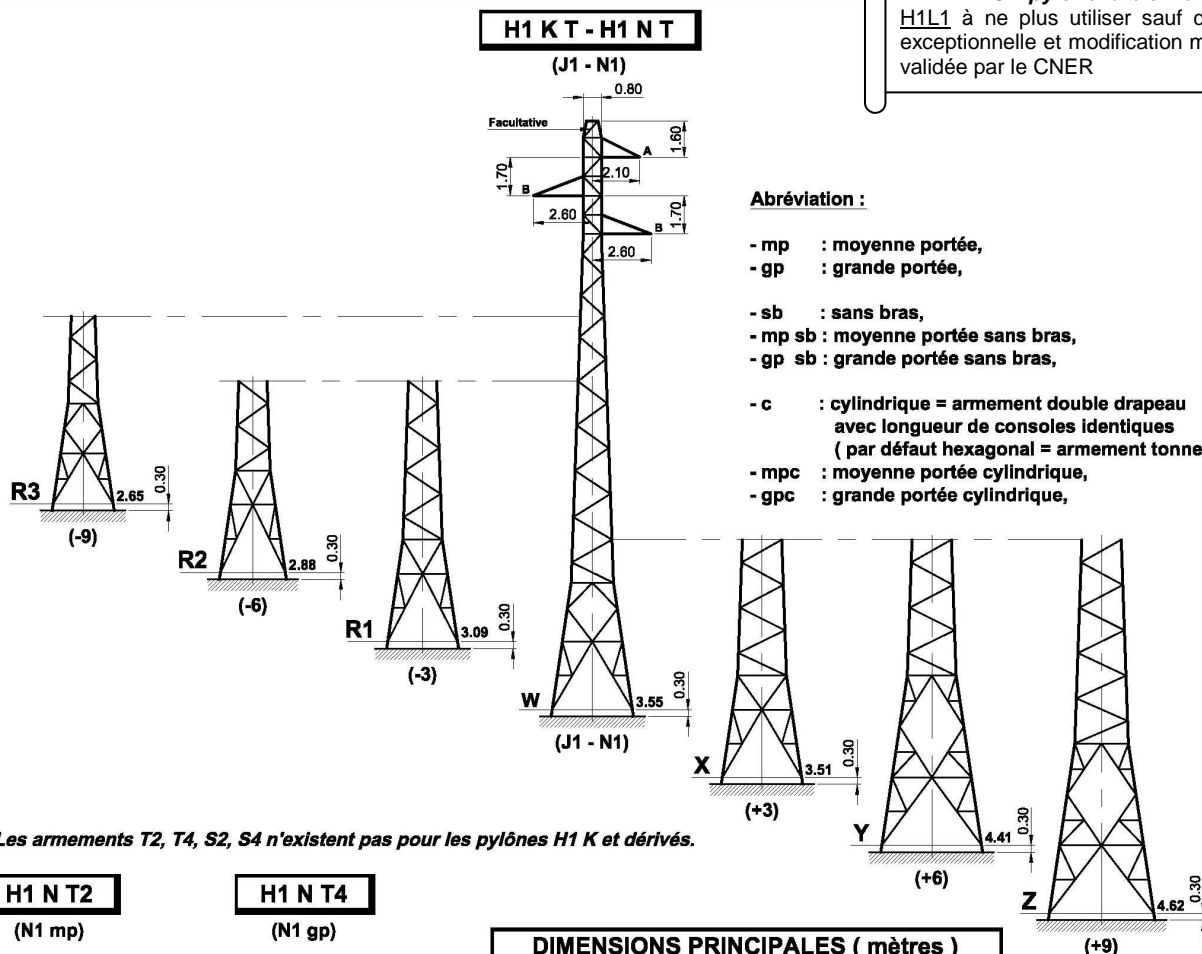 H1 K T - H1 N T
(J1 - N1)
H1L1 à ne plus utiliser sauf
exceptionnelle et modification
validée par le CNER
0.80
Facultative
1.60
A
2.10
1.70
B
2.60
1.70
B
2.60
Abréviation :
- mp : moyenne portée,
- gp : grande portée,
- sb : sans bras,
- mp sb : moyenne portée sans bras,
- gp sb : grande portée sans bras,
- c : cylindrique = armement double drapeau
avec longueur de consoles identiques
( par défaut hexagonal = armement
- mpc : moyenne portée cylindrique,
- gpc : grande portée cylindrique,
R3
2.65
0.30
(-9)
R2
2.88
0.30
(-6)
R1
3.09
0.30
(-3)
W
3.55
0.30
(J1 - N1)
X
3.51
0.30
(+3)
Y
4.41
0.30
(+6)
Z
4.62
0.30
(+9)
Les armements T2, T4, S2, S4 n'existent pas pour les pylônes H1 K et dérivés.
H1 N T2
(N1 mp)
H1 N T4
(N1 gp)
DIMENSIONS PRINCIPALES ( mètres )